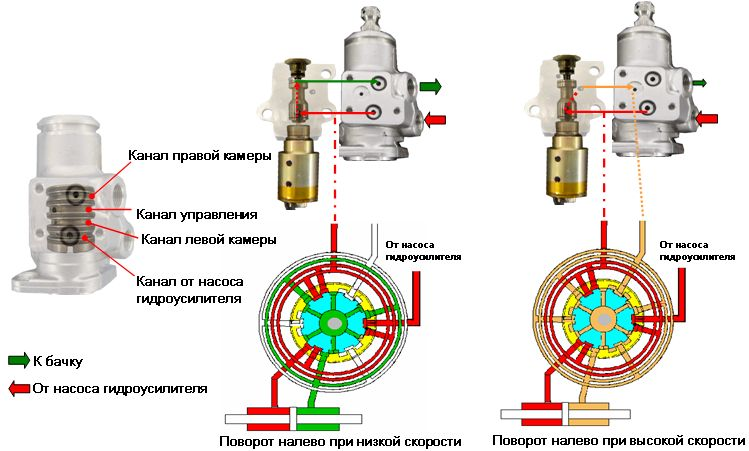 Канал правой камеры
Канал управления
Канал левой камеры
Канал от насоса
гидроусилителя
К бачку
От насоса гидроусилителя
От насоса
гидроусилителя
Поворот налево при низкой скорости
От насоса
гидроусилителя
Поворот налево при высокой скорости